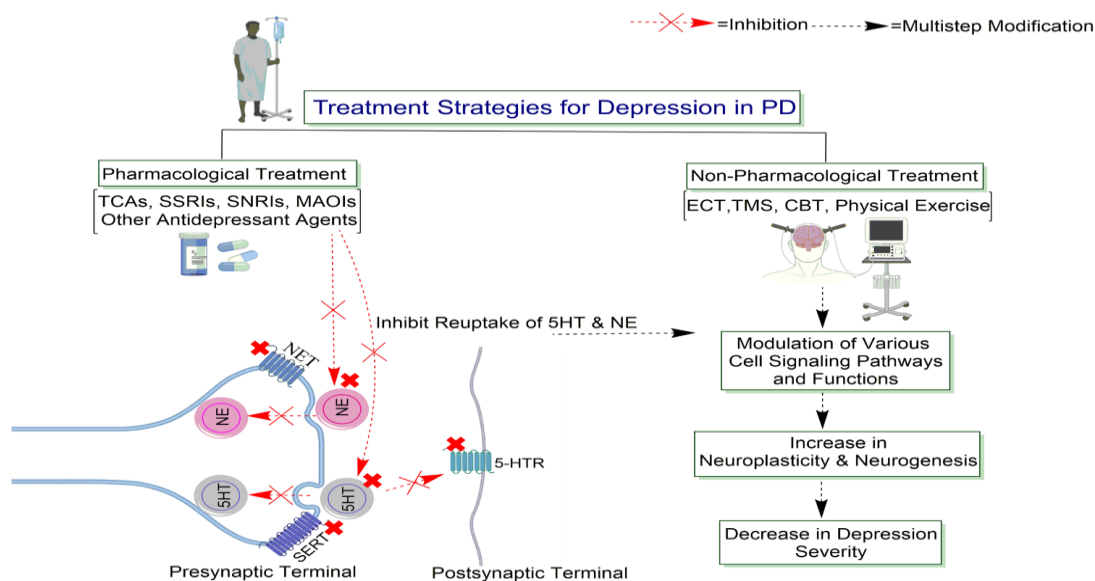 =Inhibition
=Multistep Modification
Treatment Strategies for Depression in PD
Pharmacological Treatment
TCAs, SSRIs, SNRIs, MAOIs
Other Antidepressant Agents
Non-Pharmacological Treatment
ECT,TMS, CBT, Physical Exercise
Inhibit Reuptake of 5HT & NE
Modulation of Various
Cell Signaling Pathways
and Functions
Increase in
Neuroplasticity & Neurogenesis
Decrease in Depression
Severity
NET
NE
NE
5-HTR
5HT
5HT
SERT
Presynaptic Terminal
Postsynaptic Terminal